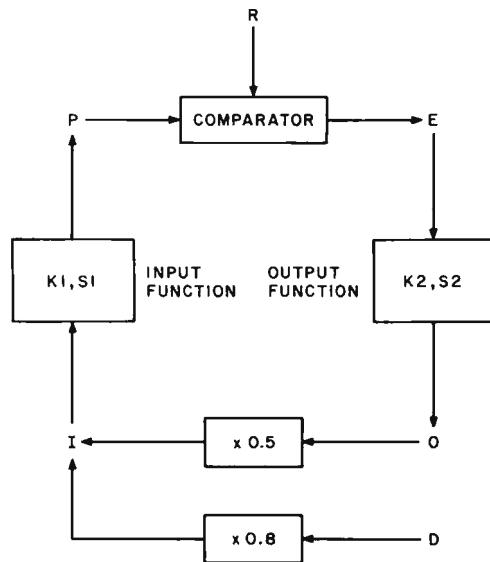 R
P
COMPARATOR
E
K1,S1
INPUT
FUNCTION
OUTPUT
FUNCTION
K2,S2
I
x 0.5
O
x 0.8
D